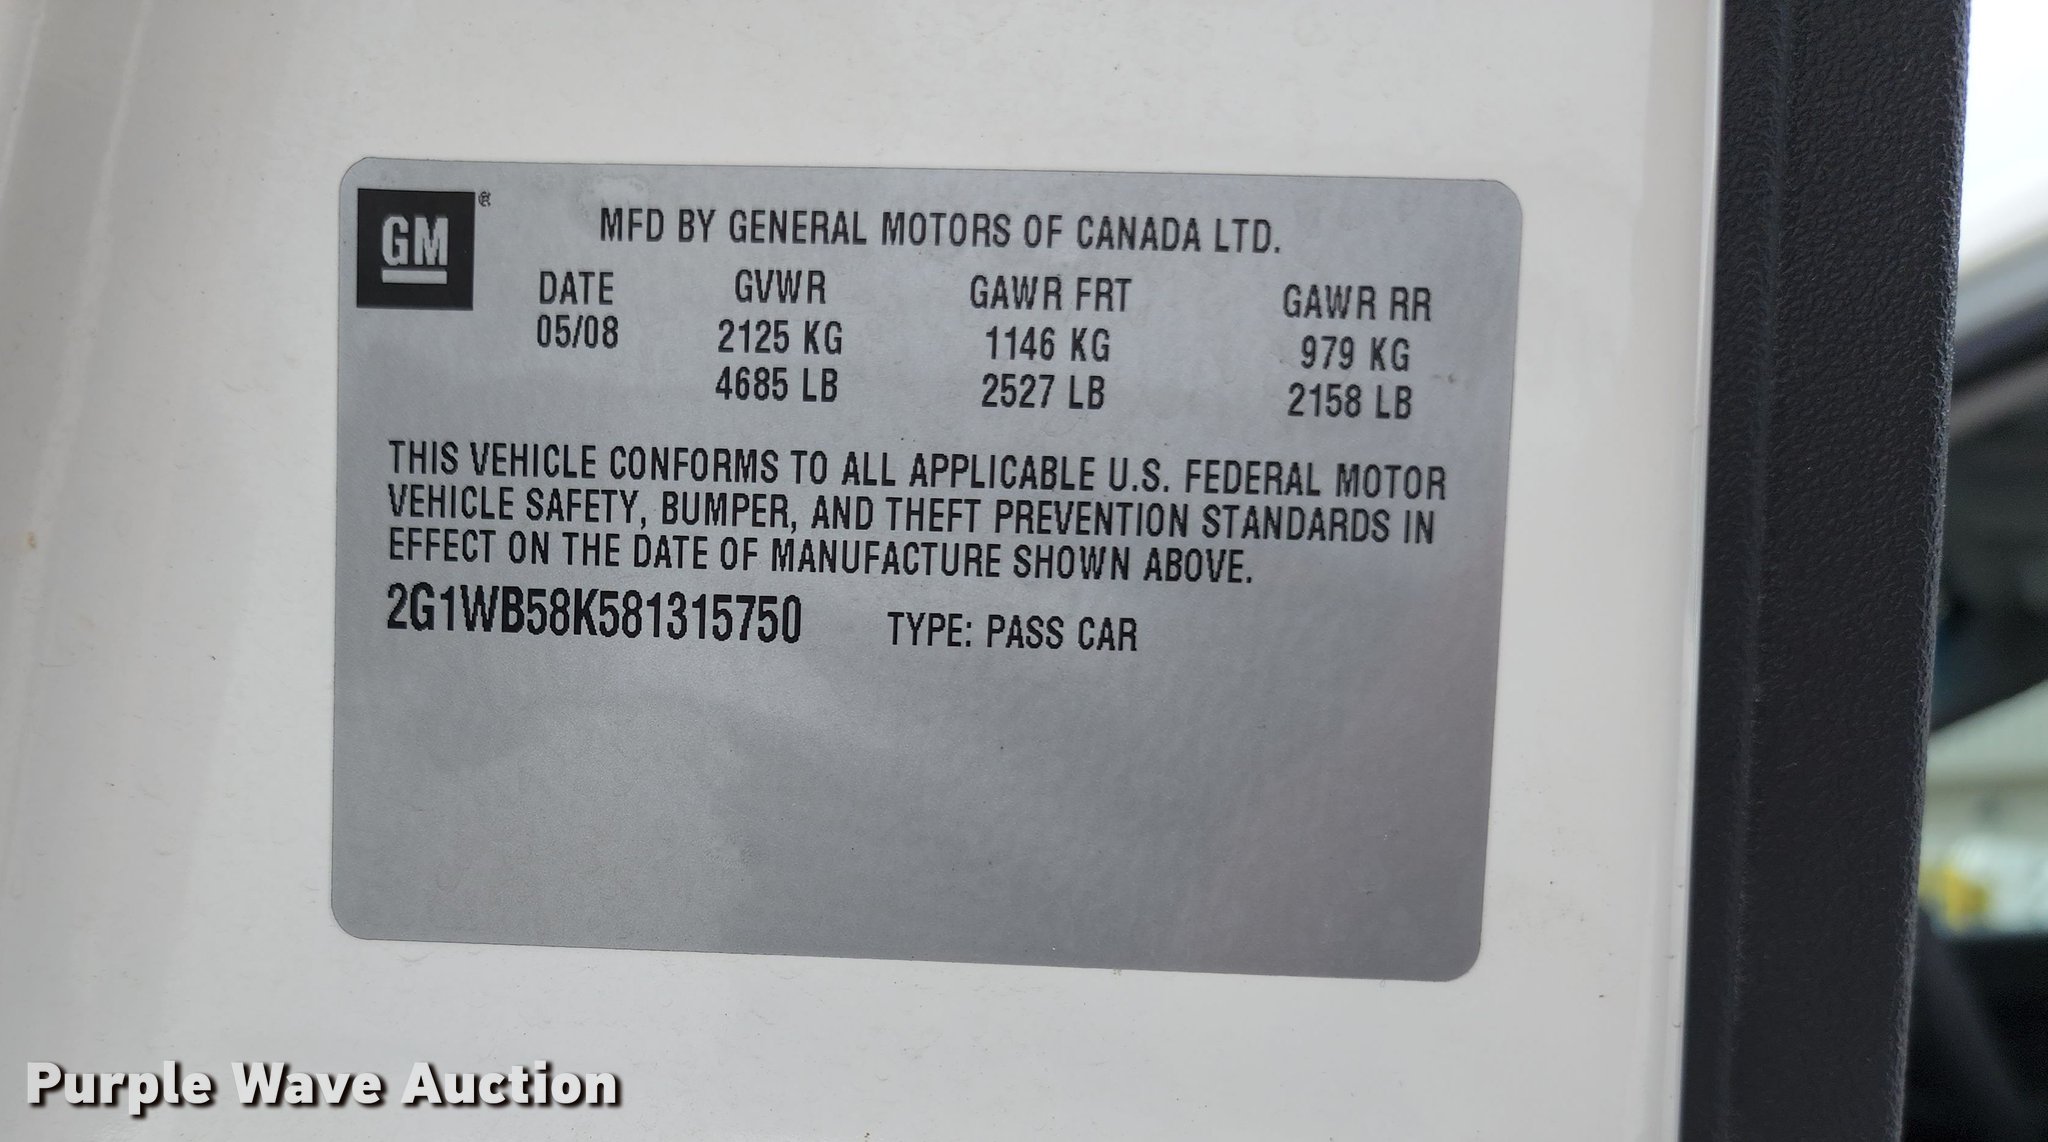 GM ®
MFD BY GENERAL MOTORS OF CANADA LTD.
DATE GVWR GAWR FRT GAWR RR
05/08 2125 KG 1146 KG 979 KG
4685 LB 2527 LB 2158 LB
THIS VEHICLE CONFORMS TO ALL APPLICABLE U.S. FEDERAL MOTOR
VEHICLE SAFETY, BUMPER, AND THEFT PREVENTION STANDARDS IN
EFFECT ON THE DATE OF MANUFACTURE SHOWN ABOVE.
2G1WB58K581315750 TYPE: PASS CAR
Purple Wave Auction